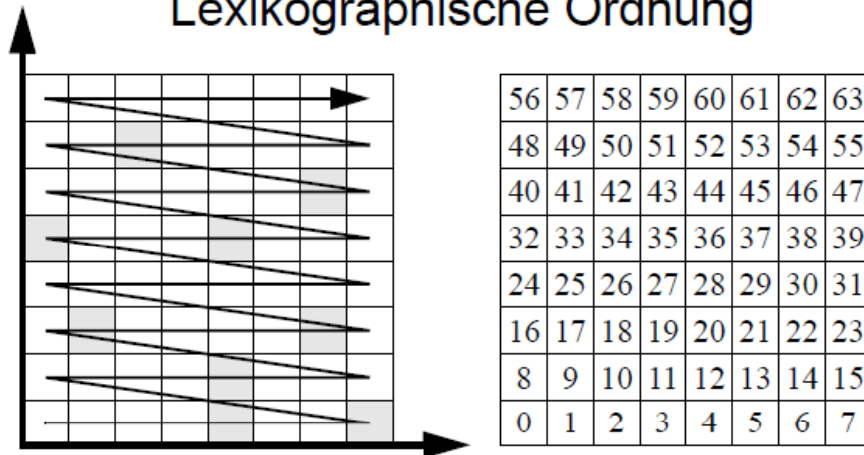 Lexikographische Ordnung
56 57 58 59 60 61 62 63
48 49 50 51 52 53 54 55
40 41 42 43 44 45 46 47
32 33 34 35 36 37 38 39
24 25 26 27 28 29 30 31
16 17 18 19 20 21 22 23
8 9 10 11 12 13 14 15
0 1 2 3 4 5 6 7